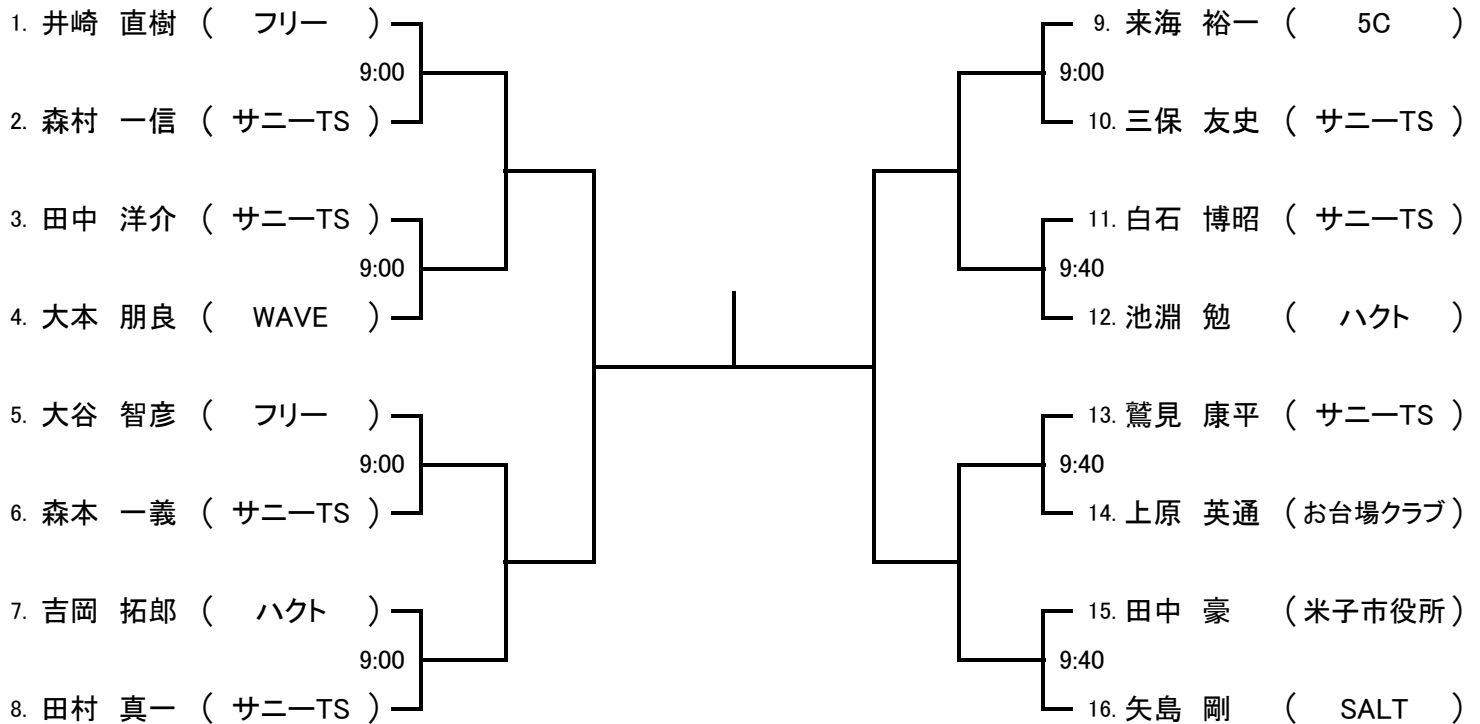 1. 井崎 直樹 ( フリー )
9:00
2. 森村 一信 ( サニーTS )
3. 田中 洋介 ( サニーTS )
9:00
4. 大本 朋良 ( WAVE )
5. 大谷 智彦 ( フリー )
9:00
6. 森本 一義 ( サニーTS )
7. 吉岡 拓郎 ( ハクト )
9:00
8. 田村 真一 ( サニーTS )
9. 来海 裕一 ( 5C )
9:00
10. 三保 友史 ( サニーTS )
11. 白石 博昭 ( サニーTS )
9:40
12. 池淵 勉 ( ハクト )
13. 鷲見 康平 ( サニーTS )
9:40
14. 上原 英通 (お台場クラブ)
15. 田中 豪 (米子市役所)
9:40
16. 矢島 剛 ( SALT )